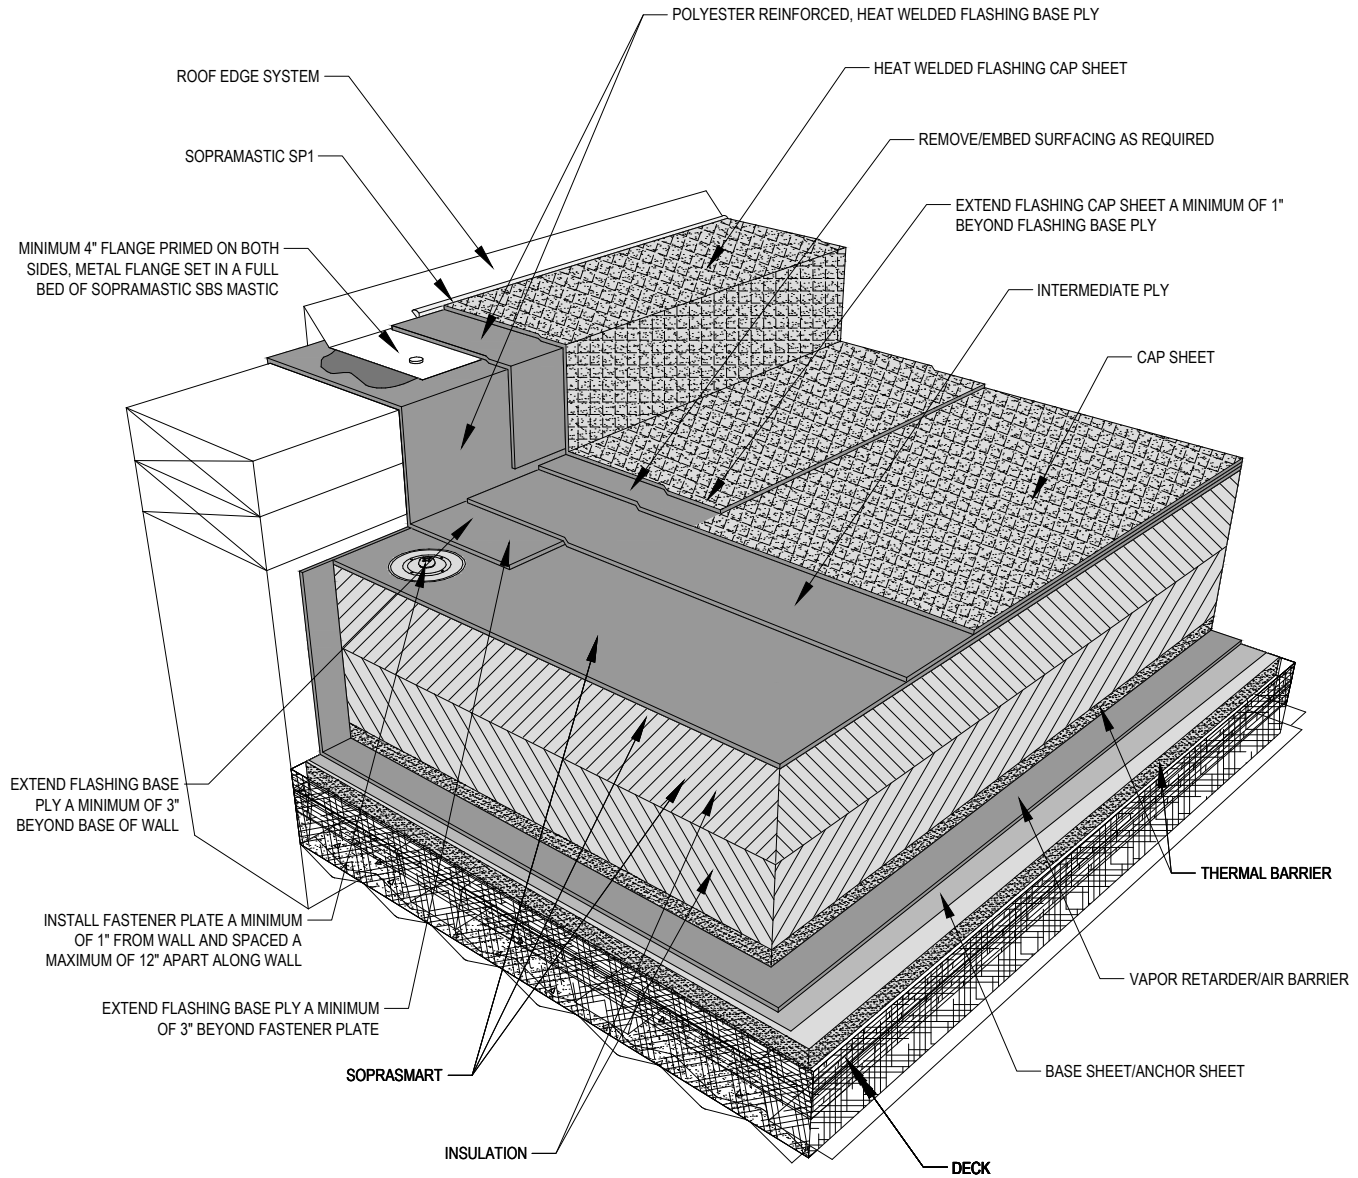 POLYESTER REINFORCED, HEAT WELDED FLASHING BASE PLY
ROOF EDGE SYSTEM
HEAT WELDED FLASHING CAP SHEET
REMOVE/EMBED SURFACING AS REQUIRED
SOPRAMASTIC SP1
EXTEND FLASHING CAP SHEET A MINIMUM OF 1"
BEYOND FLASHING BASE PLY
MINIMUM 4" FLANGE PRIMED ON BOTH
SIDES, METAL FLANGE SET IN A FULL
BED OF SOPRAMASTIC SBS MASTIC
INTERMEDIATE PLY
CAP SHEET
EXTEND FLASHING BASE
PLY A MINIMUM OF 3"
BEYOND BASE OF WALL
THERMAL BARRIER
INSTALL FASTENER PLATE A MINIMUM
OF 1" FROM WALL AND SPACED A
MAXIMUM OF 12" APART ALONG WALL
VAPOR RETARDER/AIR BARRIER
EXTEND FLASHING BASE PLY A MINIMUM
OF 3" BEYOND FASTENER PLATE
SOPRASMART
BASE SHEET/ANCHOR SHEET
INSULATION
DECK